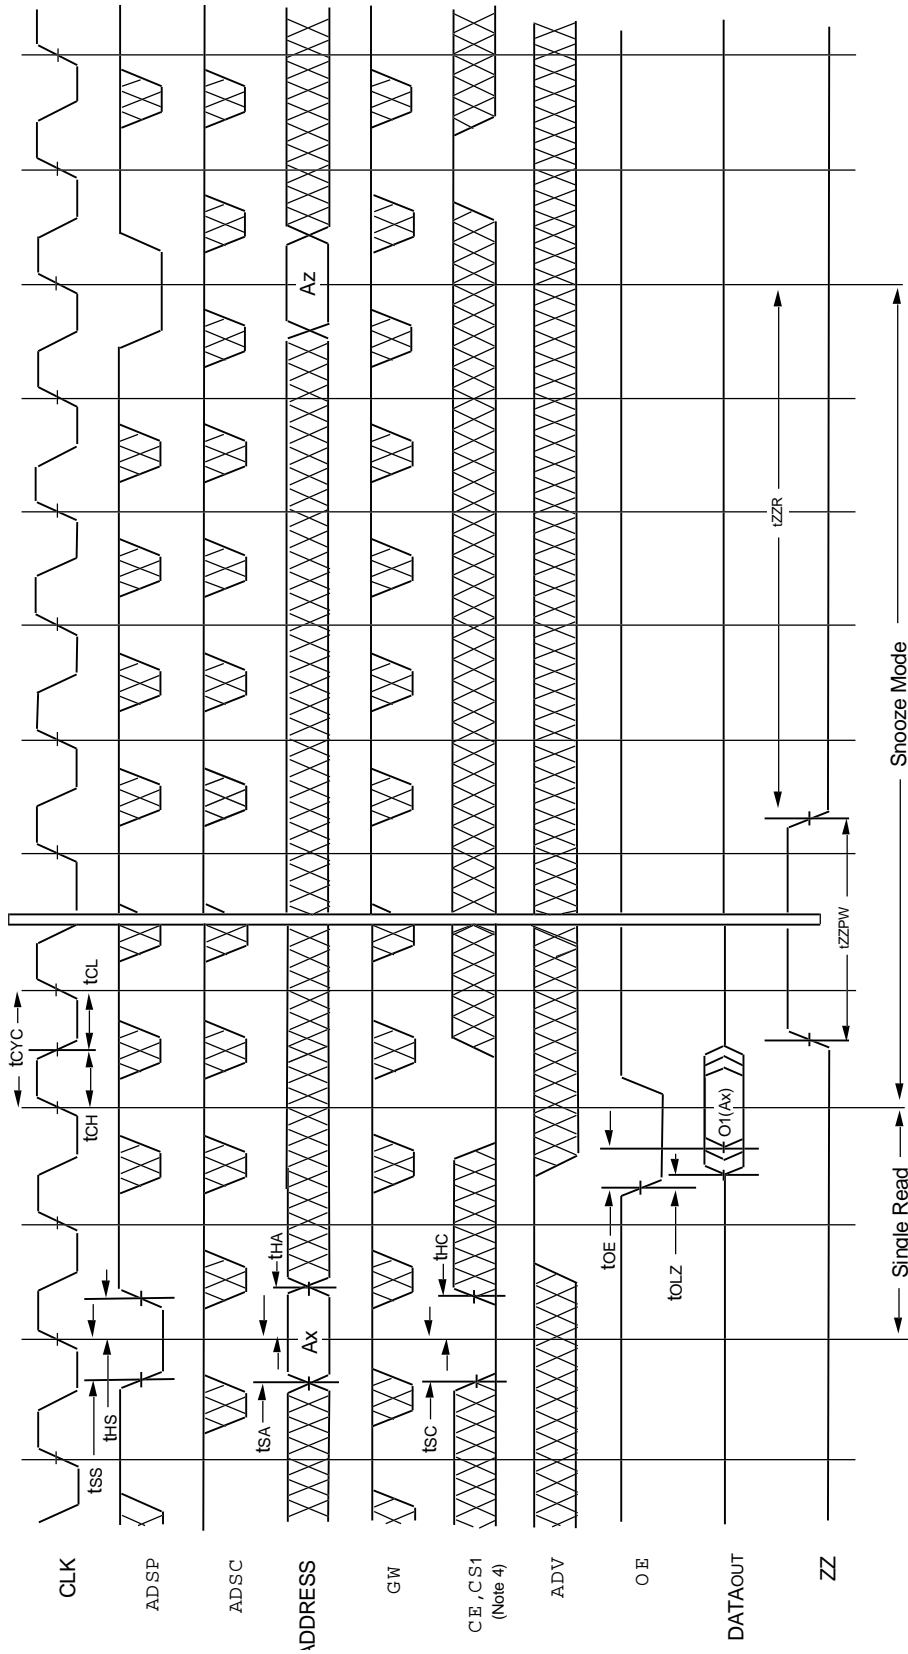 CLK
ADSP
ADSC
ADDRESS
GW
CE,CS1
(Note 4)
ADV
OE
DATAOUT
ZZ
tCYC
tCH
tCL
tSS
tHS
tSA
tHA
tSC
tHC
tOE
tOLZ
Ax
Az
O1(Ax)
tZZPW
tZZR
Single Read
Snooze Mode